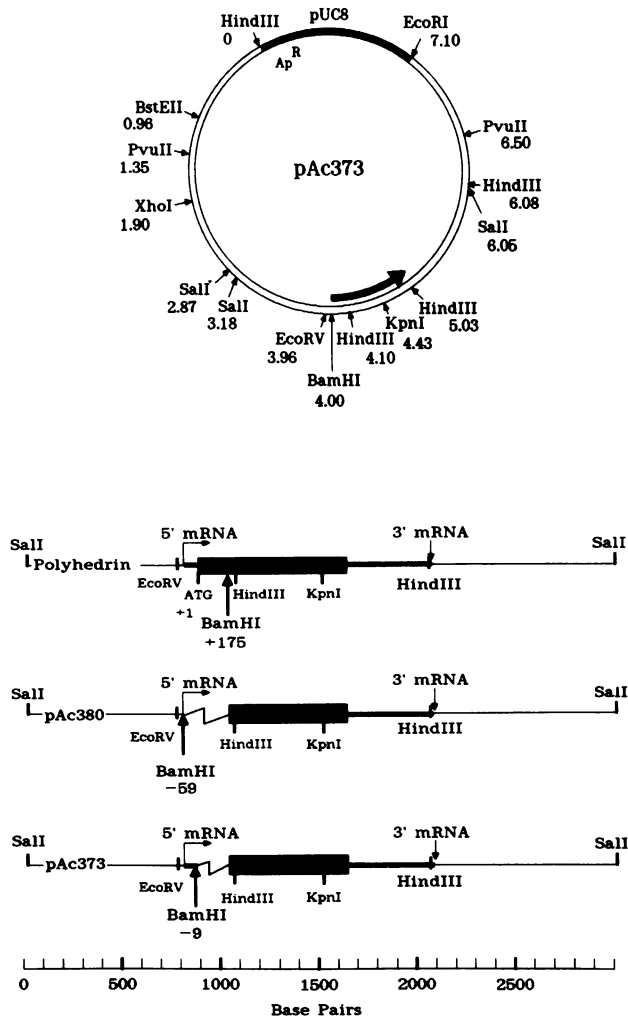 pUC8
HindIII
0
Ap R
EcoRI
7.10
BstEII
0.96
PvuII
1.35
XhoI
1.90
SalI
2.87
SalI
3.18
EcoRV
3.96
BamHI
4.00
HindIII
4.10
KpnI
4.43
HindIII
5.03
SalI
6.05
HindIII
6.08
PvuII
6.50
pAc373
5' mRNA
3' mRNA
SalI
Polyhedrin
SalI
EcoRV
ATG
+1
HindIII
KpnI
HindIII
BamHI
+175
5' mRNA
3' mRNA
SalI
pAc380
SalI
EcoRV
HindIII
KpnI
HindIII
BamHI
-59
5' mRNA
3' mRNA
SalI
pAc373
SalI
EcoRV
HindIII
KpnI
HindIII
BamHI
-9
0 500 1000 1500 2000 2500
Base Pairs